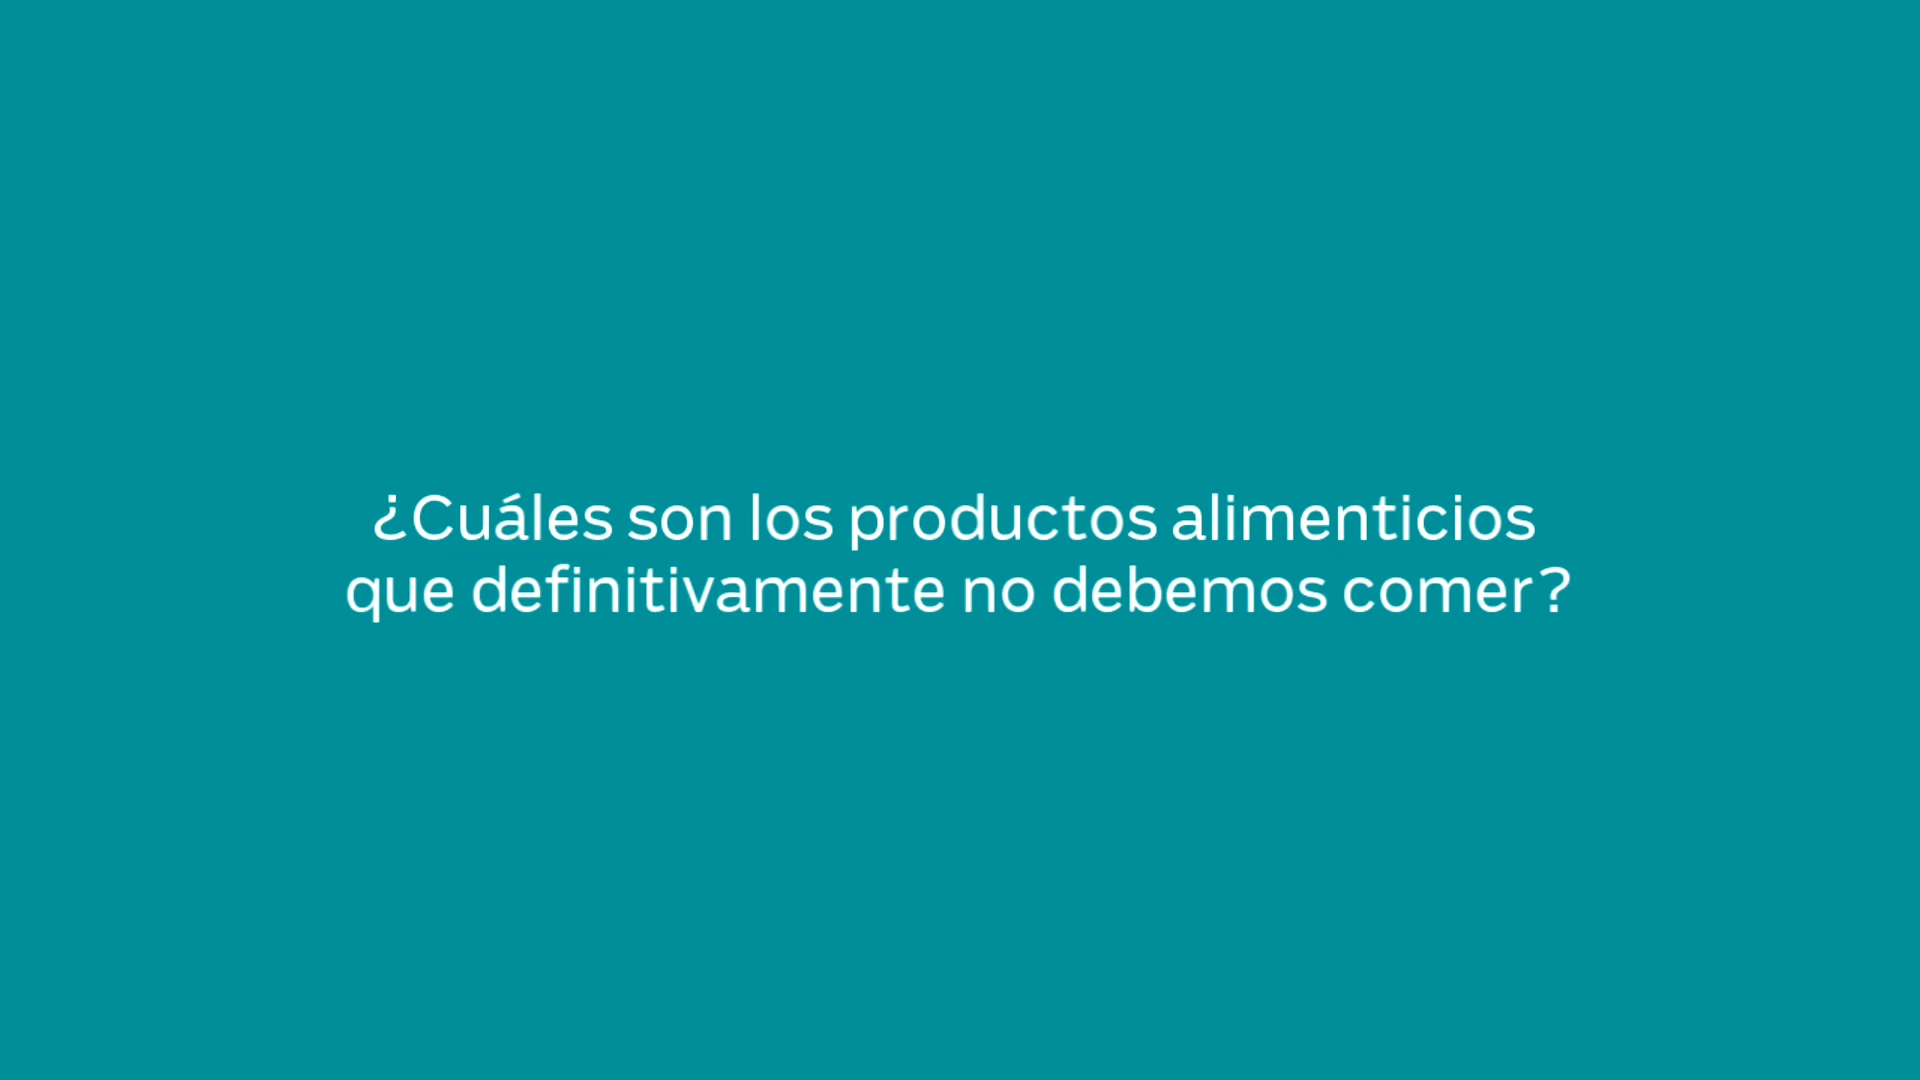 ¿Cuáles son los productos alimenticios
que definitivamente no debemos comer?